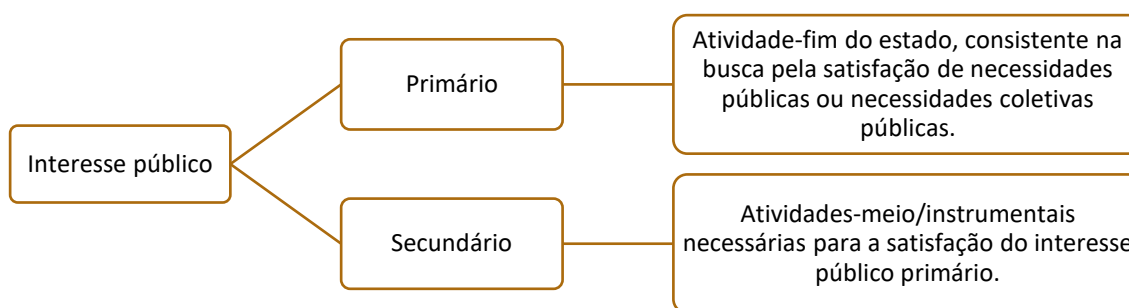 Interesse público
Primário
Atividade-fim do estado, consistente na
busca pela satisfação de necessidades
públicas ou necessidades coletivas
públicas.
Secundário
Atividades-meio/instrumentais
necessárias para a satisfação do interesse
público primário.